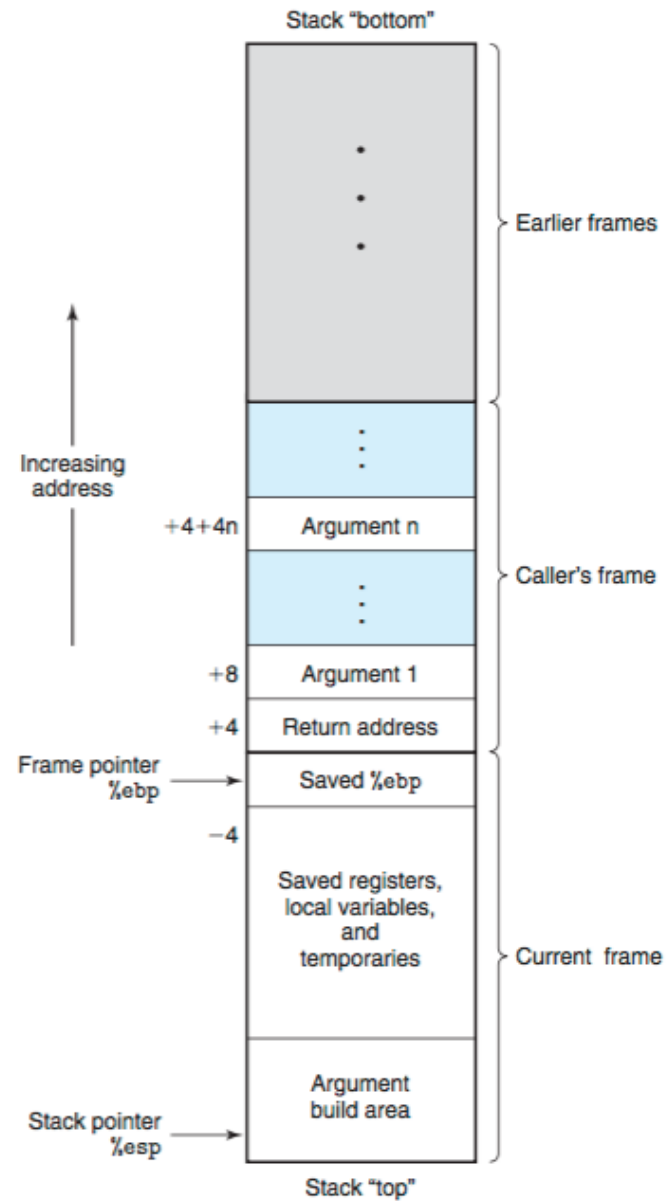 Stack “bottom”
Earlier frames
Increasing
address
+4+4n
Argument n
Caller’s frame
+8
Argument 1
+4
Return address
Frame pointer
%ebp
Saved %ebp
−4
Saved registers,
local variables,
and
temporaries
Current frame
Argument
build area
Stack pointer
%esp
Stack “top”